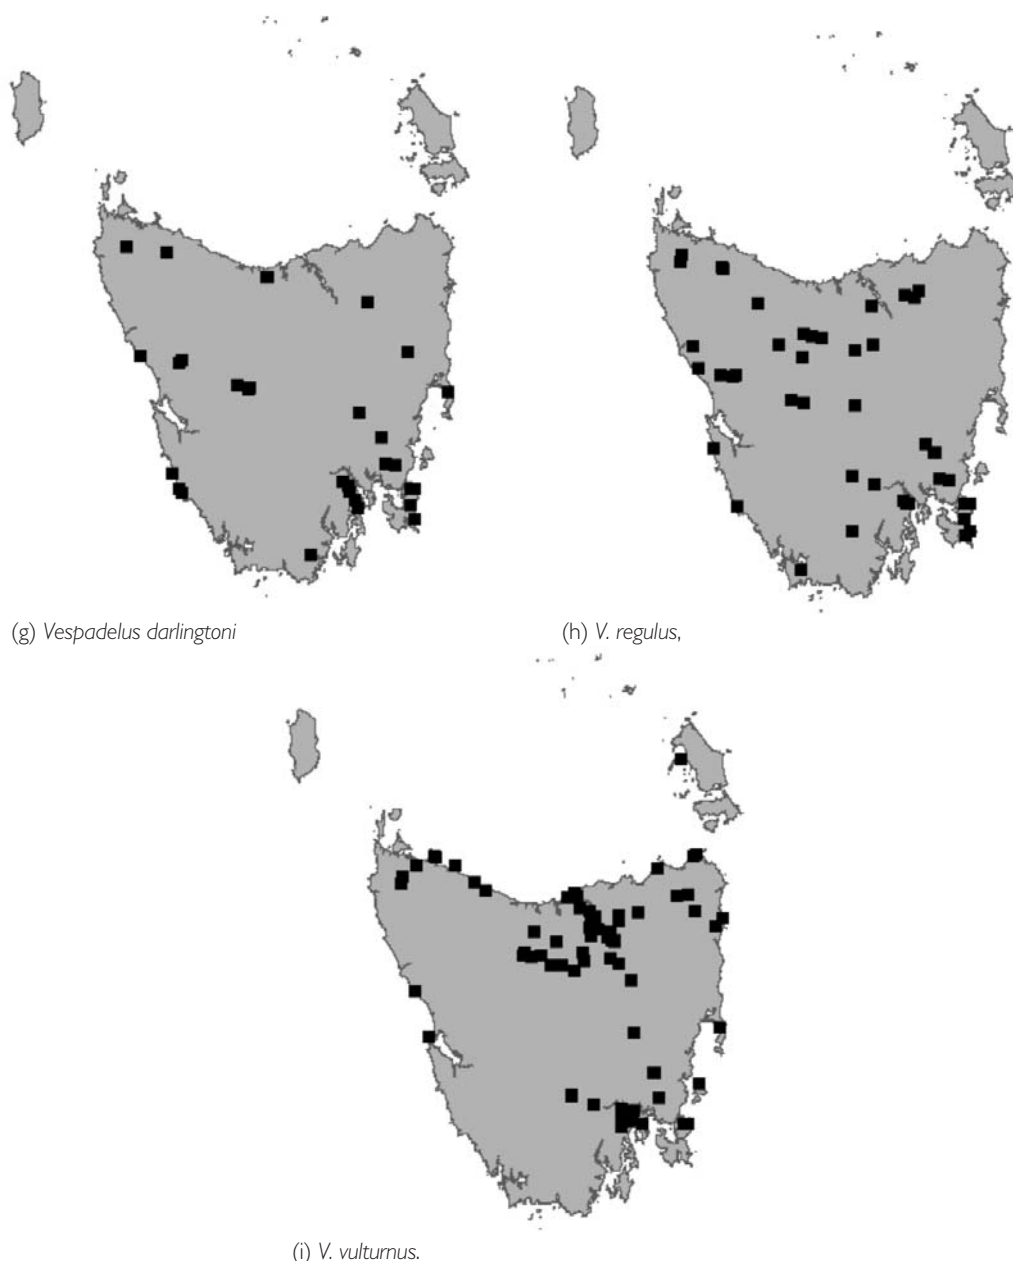 (g) Vespadelus darlingtoni
(h) V. regulus,
(i) V. vulturnus.